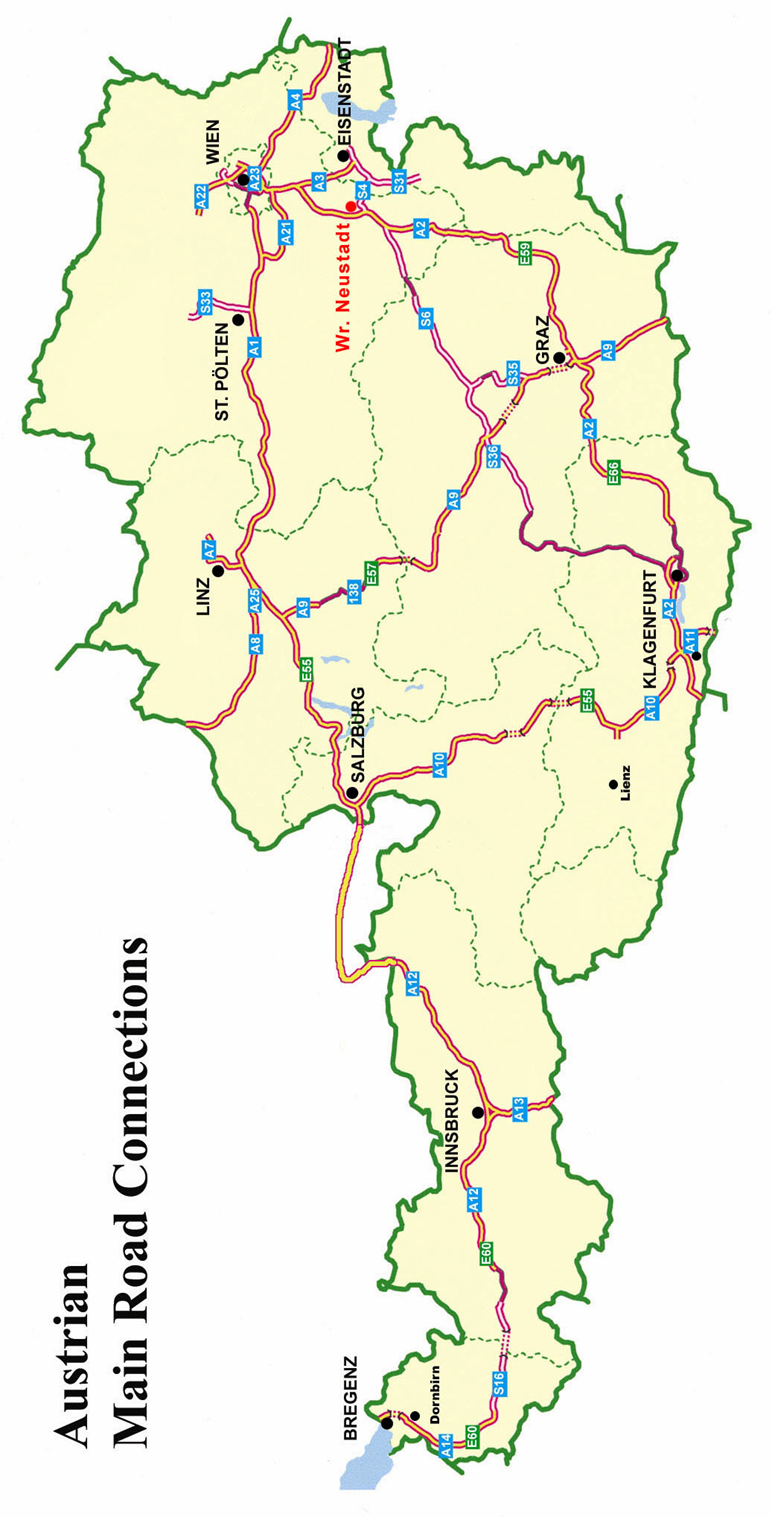 Austrian
Main Road Connections
BREGENZ
Dornbirn
A14
E60
S16
E60
A12
INNSBRUCK
A13
A12
SALZBURG
A10
Lienz
E55
A10
KLAGENFURT
A11
A2
E55
A8
A25
LINZ
A7
A9
138
E57
A9
S36
S35
S6
E66
A2
GRAZ
A9
E59
A2
ST. PÖLTEN
A1
S33
A21
Wr. Neustadt
S4
S31
A3
EISENSTADT
WIEN
A22
A23
A4